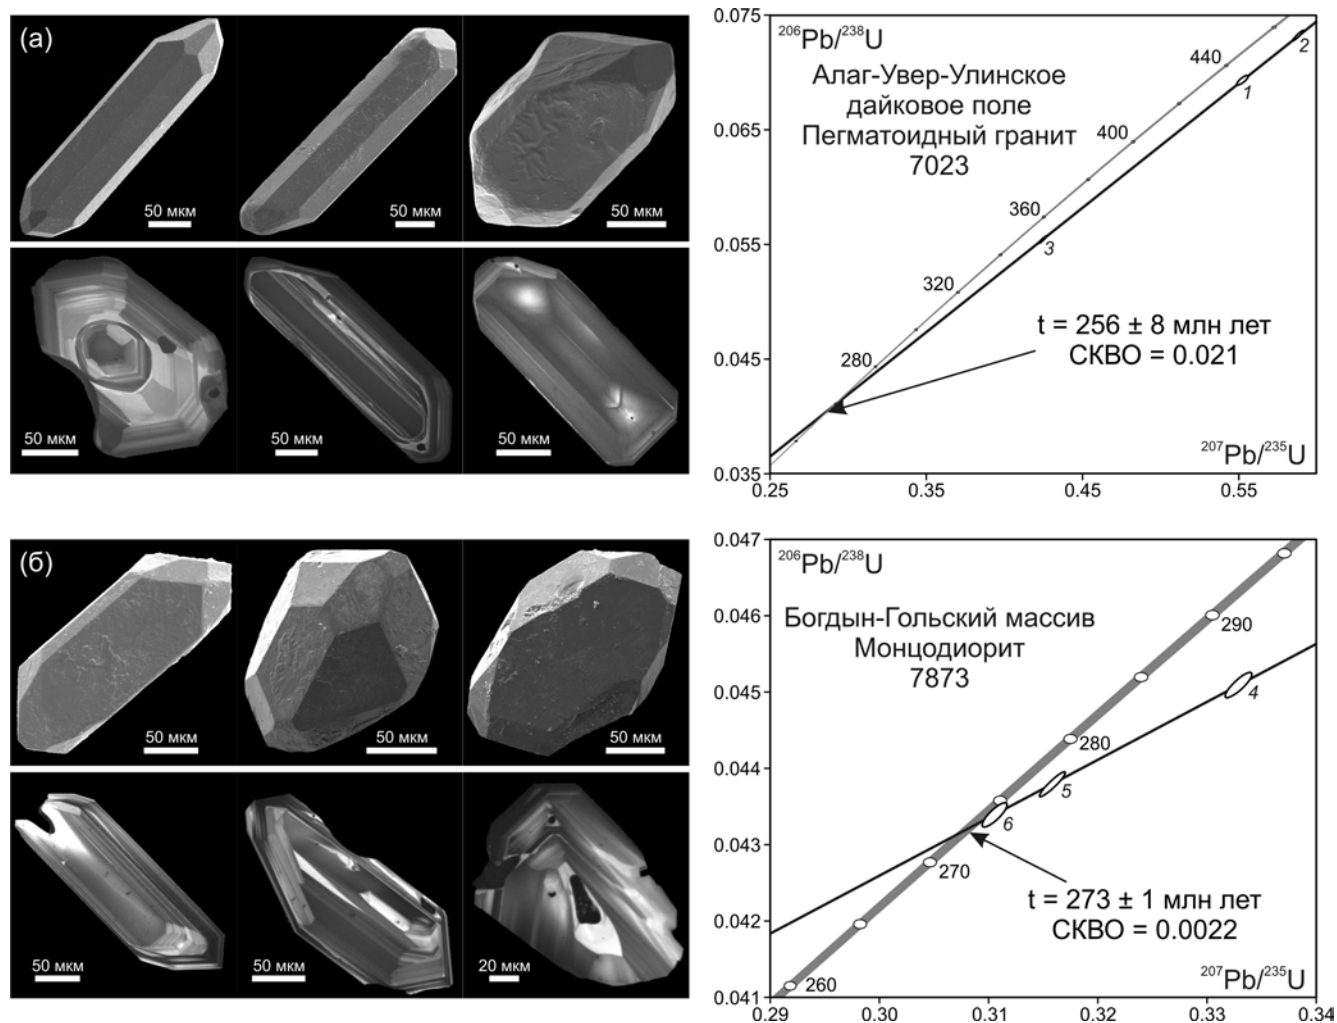 (а)
50 мкм
50 мкм
50 мкм
50 мкм
50 мкм
50 мкм
0.075
0.065
0.055
0.045
0.035
0.25
0.35
0.45
0.55
206Pb/238U
Алаг-Увер-Улинское
дайковое поле
Пегматоидный гранит
7023
440
400
360
320
280
2
1
3
t = 256 ± 8 млн лет
СКВО = 0.021
207Pb/235U
(б)
50 мкм
50 мкм
50 мкм
50 мкм
50 мкм
20 мкм
0.047
0.046
0.045
0.044
0.043
0.042
0.041
0.29
0.30
0.31
0.32
0.33
0.34
206Pb/238U
Богдын-Гольский массив
Монцодиорит
7873
290
280
270
260
4
5
6
t = 273 ± 1 млн лет
СКВО = 0.0022
207Pb/235U